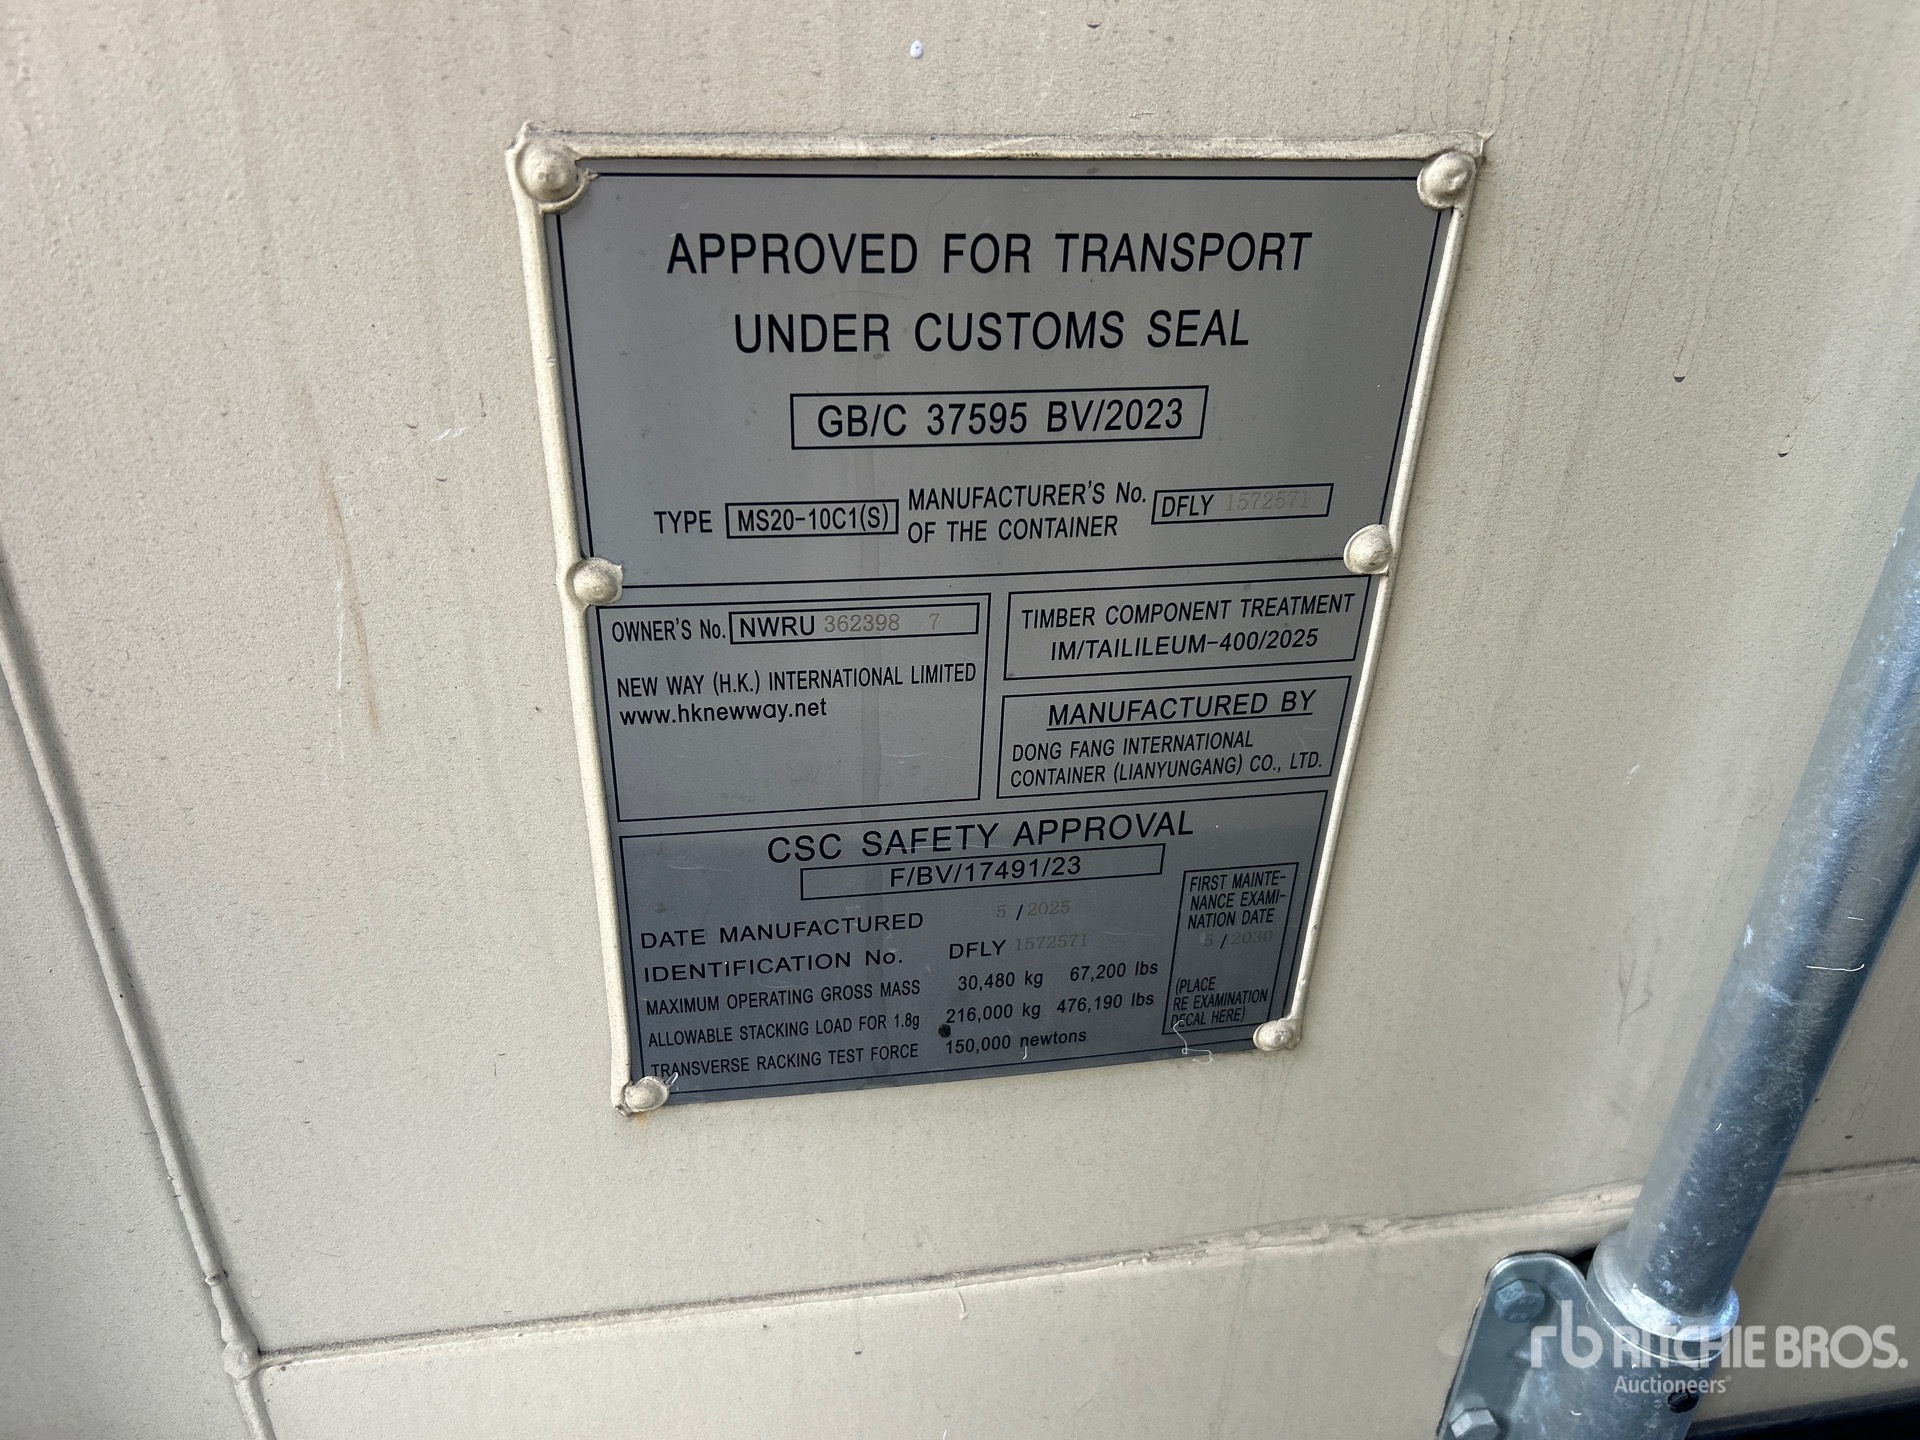 APPROVED FOR TRANSPORT
UNDER CUSTOMS SEAL
GB/C 37595 BV/2023
TYPE MS20-10C1(S) MANUFACTURER'S No. OF THE CONTAINER DFLY 1572571
OWNER'S No. NWRU 362398 7
NEW WAY (H.K.) INTERNATIONAL LIMITED
www.hknewway.net
TIMBER COMPONENT TREATMENT
IM/TAILILEUM-400/2025
MANUFACTURED BY
DONG FANG INTERNATIONAL
CONTAINER (LIANYUNGANG) CO., LTD.
CSC SAFETY APPROVAL
F/BV/17491/23
DATE MANUFACTURED 5 / 2025
IDENTIFICATION No. DFLY 1572571
MAXIMUM OPERATING GROSS MASS 30,480 kg 67,200 lbs
ALLOWABLE STACKING LOAD FOR 1.8g 216,000 kg 476,190 lbs
TRANSVERSE RACKING TEST FORCE 150,000 newtons
FIRST MAINTE-
NANCE EXAMI-
NATION DATE
5 / 2030
(PLACE
RE EXAMINATION
DECAL HERE)
rb RITCHIE BROS.
Auctioneers